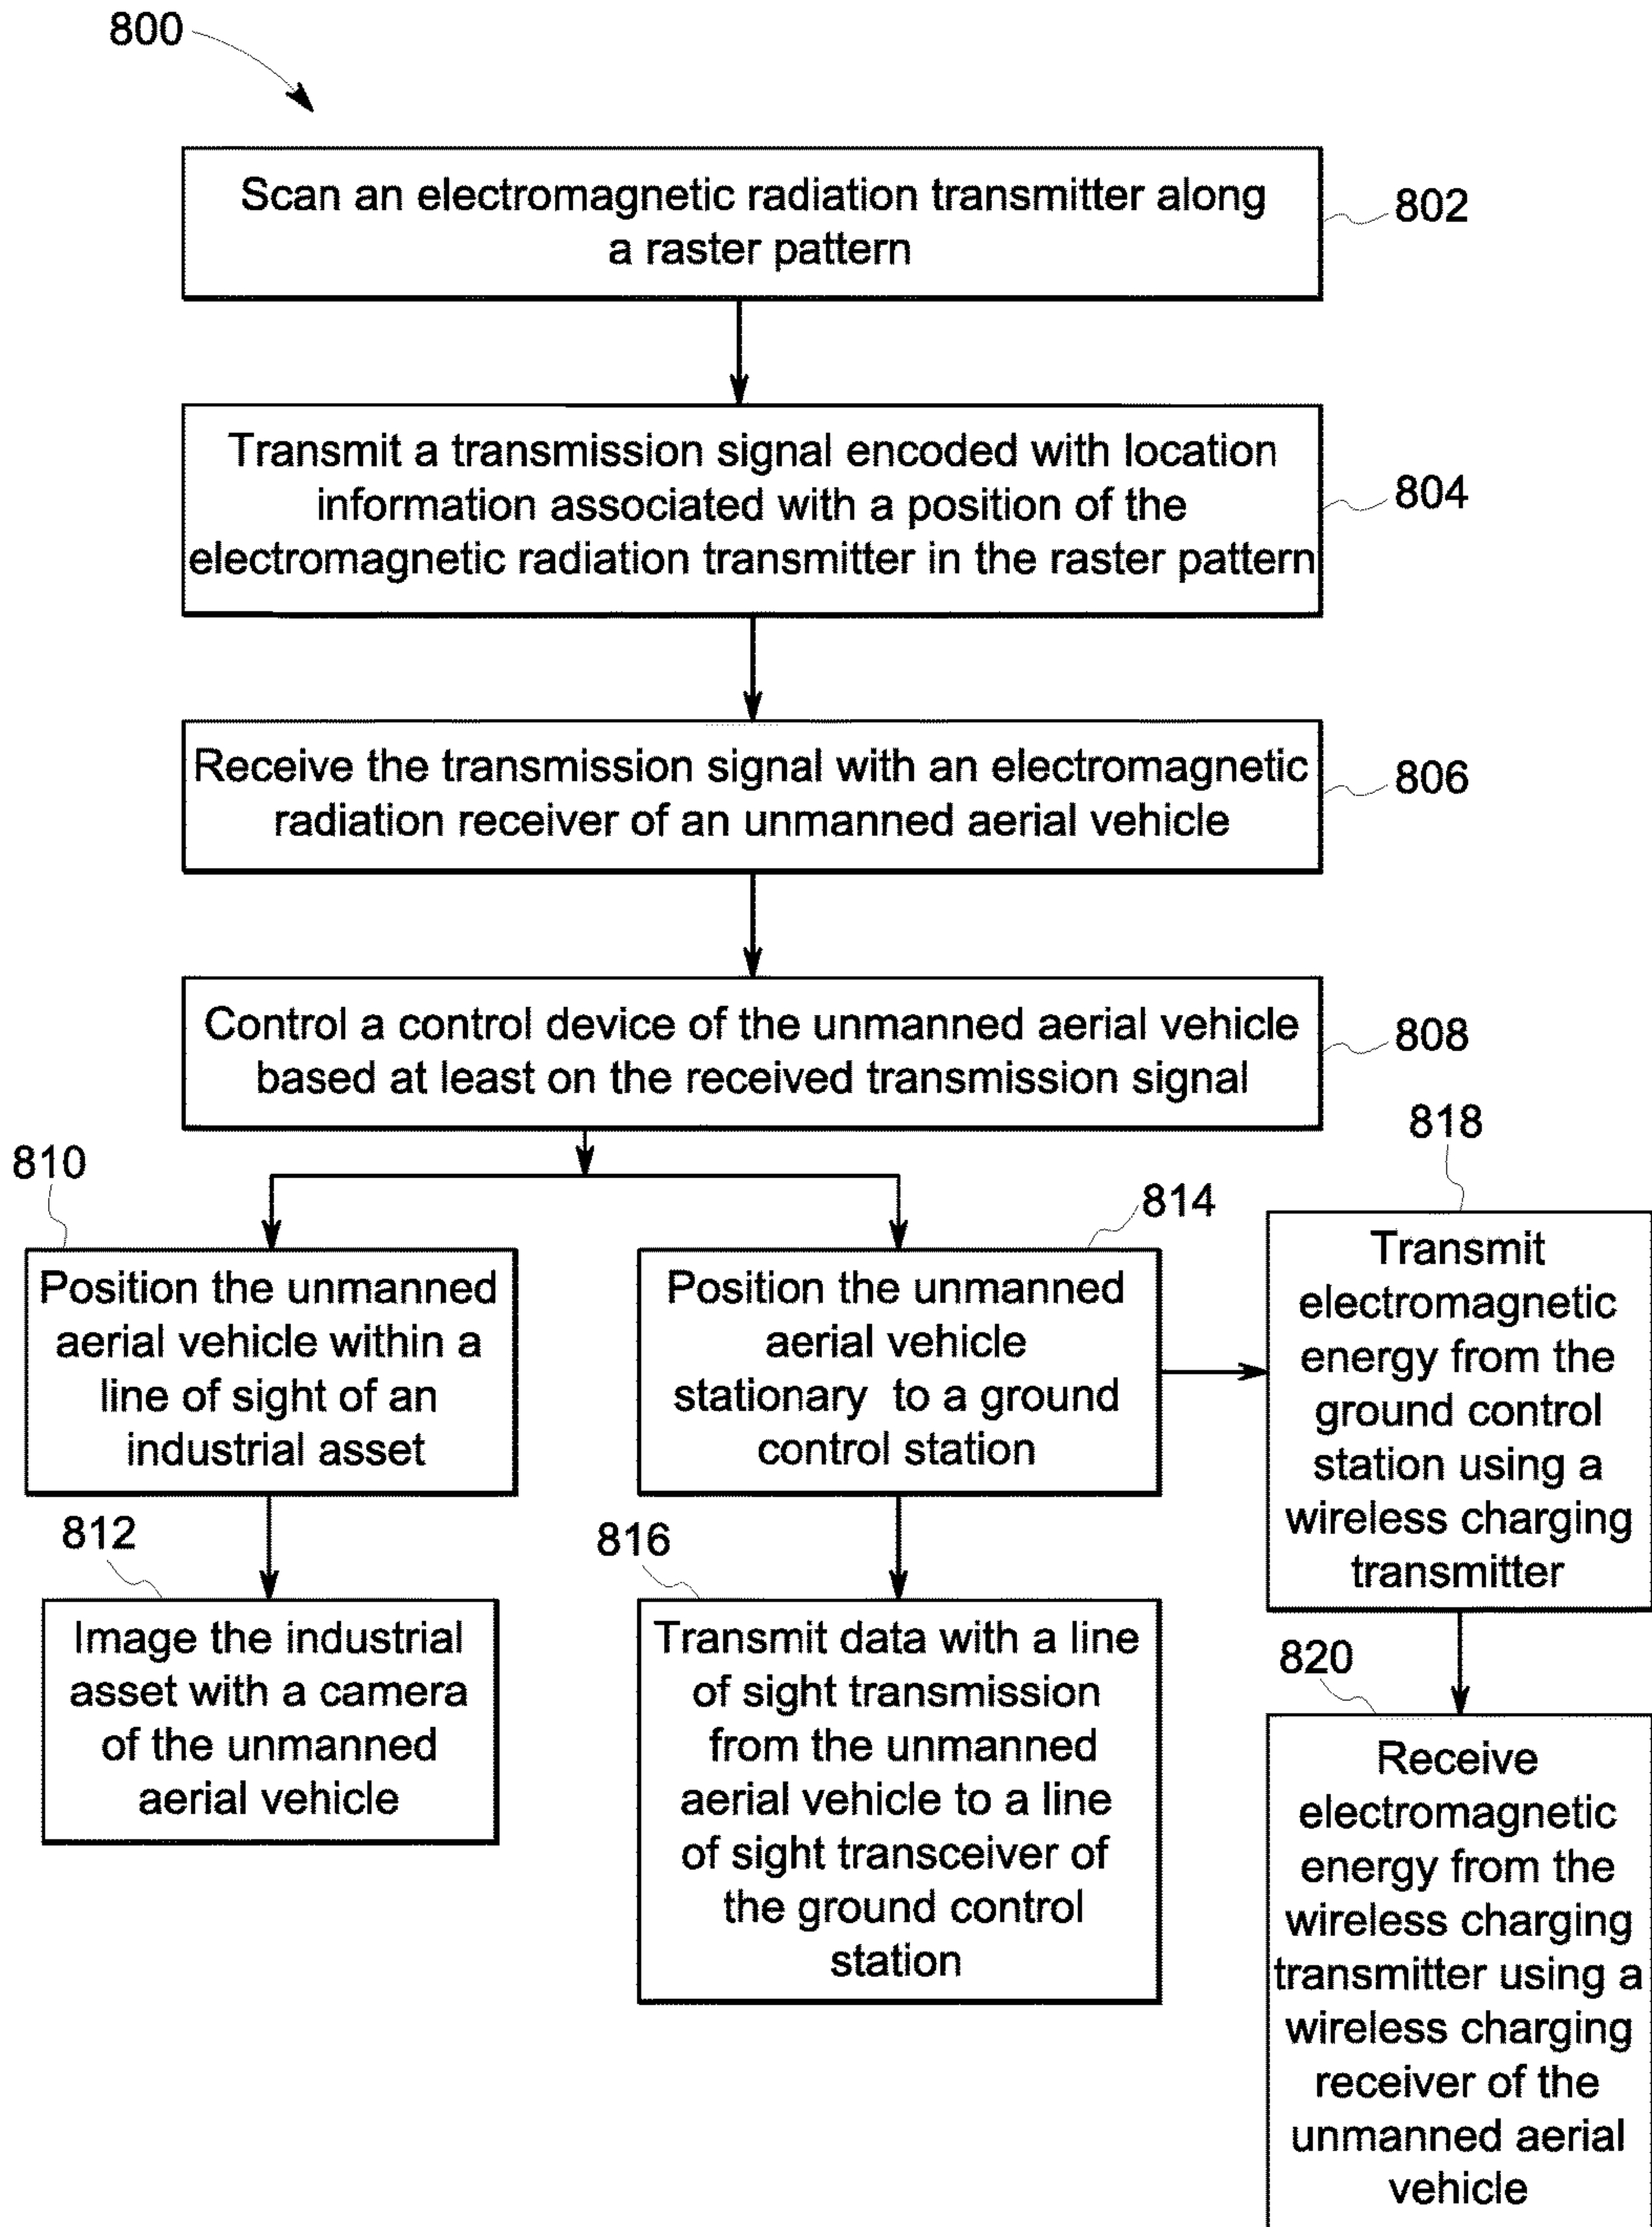 800
Scan an electromagnetic radiation transmitter along
a raster pattern
802
Transmit a transmission signal encoded with location
information associated with a position of the
electromagnetic radiation transmitter in the raster pattern
804
Receive the transmission signal with an electromagnetic
radiation receiver of an unmanned aerial vehicle
806
Control a control device of the unmanned aerial vehicle
based at least on the received transmission signal
808
810
Position the unmanned
aerial vehicle within a
line of sight of an
industrial asset
812
Image the industrial
asset with a camera
of the unmanned
aerial vehicle
814
Position the unmanned
aerial vehicle
stationary to a ground
control station
816
Transmit data with a line
of sight transmission
from the unmanned
aerial vehicle to a line
of sight transceiver of
the ground control
station
818
Transmit
electromagnetic
energy from the
ground control
station using a
wireless charging
transmitter
820
Receive
electromagnetic
energy from the
wireless charging
transmitter using a
wireless charging
receiver of the
unmanned aerial
vehicle